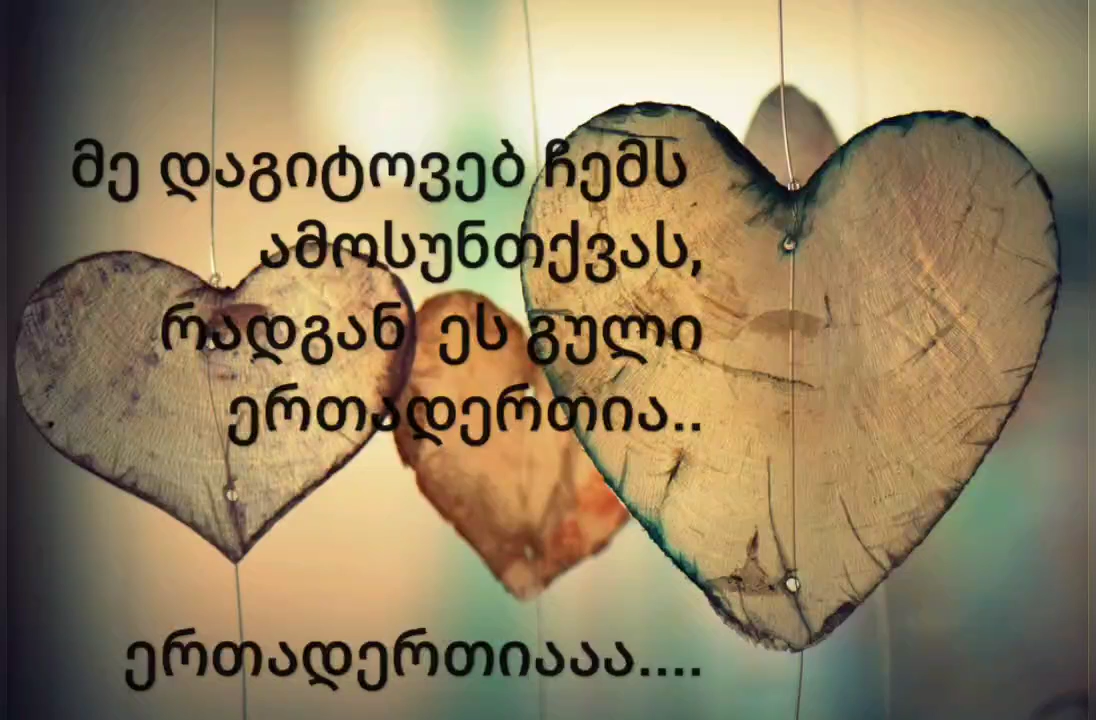 მე დაგიტოვებ ჩემს
ამოსუნთქვას,
რადგან ეს გული
ერთადერთია..
ერთადერთიააა....